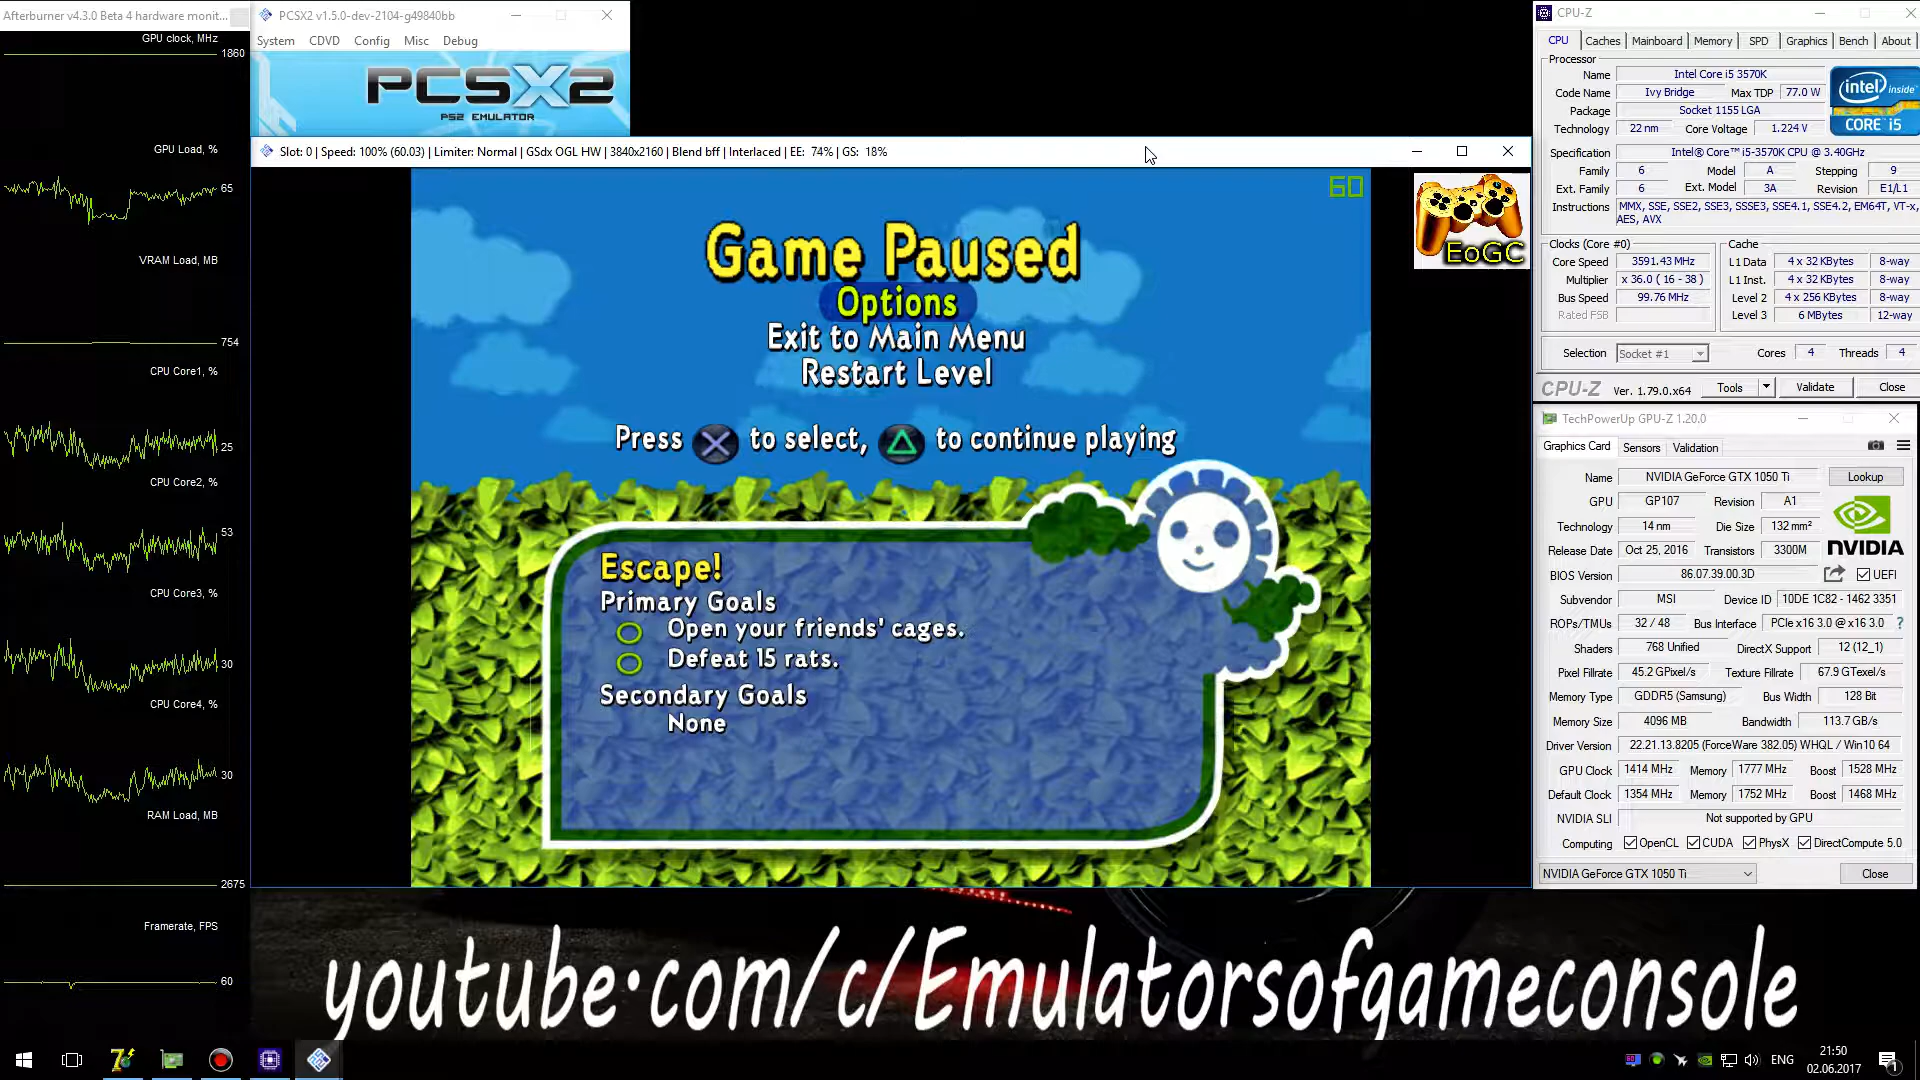 Afterburner v4.3.0 Beta 4 hardware monit...
GPU clock, MHz
1860
GPU Load, %
65
VRAM Load, MB
754
CPU Core1, %
25
CPU Core2, %
53
CPU Core3, %
30
CPU Core4, %
30
RAM Load, MB
2675
Framerate, FPS
60
PCSX2 v1.5.0-dev-2104-g49840bb
System CDVD Config Misc Debug
PCSX2
PS2 EMULATOR
Slot: 0 | Speed: 100% (60.03) | Limiter: Normal | GSdx OGL HW | 3840x2160 | Blend bff | Interlaced | EE: 74% | GS: 18%
60
EoGC
Game Paused
Options
Exit to Main Menu
Restart Level
Press to select, to continue playing
Escape!
Primary Goals
Open your friends' cages.
Defeat 15 rats.
Secondary Goals
None
CPU-Z
CPU Caches Mainboard Memory SPD Graphics Bench About
Processor
Name Intel Core i5 3570K
Code Name Ivy Bridge Max TDP 77.0 W
Package Socket 1155 LGA
Technology 22 nm Core Voltage 1.224 V
intel inside
CORE i5
Specification Intel® Core™ i5-3570K CPU @ 3.40GHz
Family 6 Model A Stepping 9
Ext. Family 6 Ext. Model 3A Revision E1/L1
Instructions MMX, SSE, SSE2, SSE3, SSSE3, SSE4.1, SSE4.2, EM64T, VT-x,
AES, AVX
Clocks (Core #0)
Core Speed 3591.43 MHz
Multiplier x 36.0 ( 16 - 38 )
Bus Speed 99.76 MHz
Rated FSB
Cache
L1 Data 4 x 32 KBytes 8-way
L1 Inst. 4 x 32 KBytes 8-way
Level 2 4 x 256 KBytes 8-way
Level 3 6 MBytes 12-way
Selection Socket #1 Cores 4 Threads 4
CPU-Z Ver. 1.79.0.x64 Tools Validate Close
TechPowerUp GPU-Z 1.20.0
Graphics Card Sensors Validation
Name NVIDIA GeForce GTX 1050 Ti Lookup
GPU GP107 Revision A1
Technology 14 nm Die Size 132 mm²
Release Date Oct 25, 2016 Transistors 3300M
NVIDIA
BIOS Version 86.07.39.00.3D UEFI
Subvendor MSI Device ID 10DE 1C82 - 1462 3351
ROPs/TMUs 32 / 48 Bus Interface PCIe x16 3.0 @ x16 3.0 ?
Shaders 768 Unified DirectX Support 12 (12_1)
Pixel Fillrate 45.2 GPixel/s Texture Fillrate 67.9 GTexel/s
Memory Type GDDR5 (Samsung) Bus Width 128 Bit
Memory Size 4096 MB Bandwidth 113.7 GB/s
Driver Version 22.21.13.8205 (ForceWare 382.05) WHQL / Win10 64
GPU Clock 1414 MHz Memory 1777 MHz Boost 1528 MHz
Default Clock 1354 MHz Memory 1752 MHz Boost 1468 MHz
NVIDIA SLI Not supported by GPU
Computing OpenCL CUDA PhysX DirectCompute 5.0
NVIDIA GeForce GTX 1050 Ti Close
youtube.com/c/Emulatorsofgameconsole
ENG
21:50
02.06.2017
1